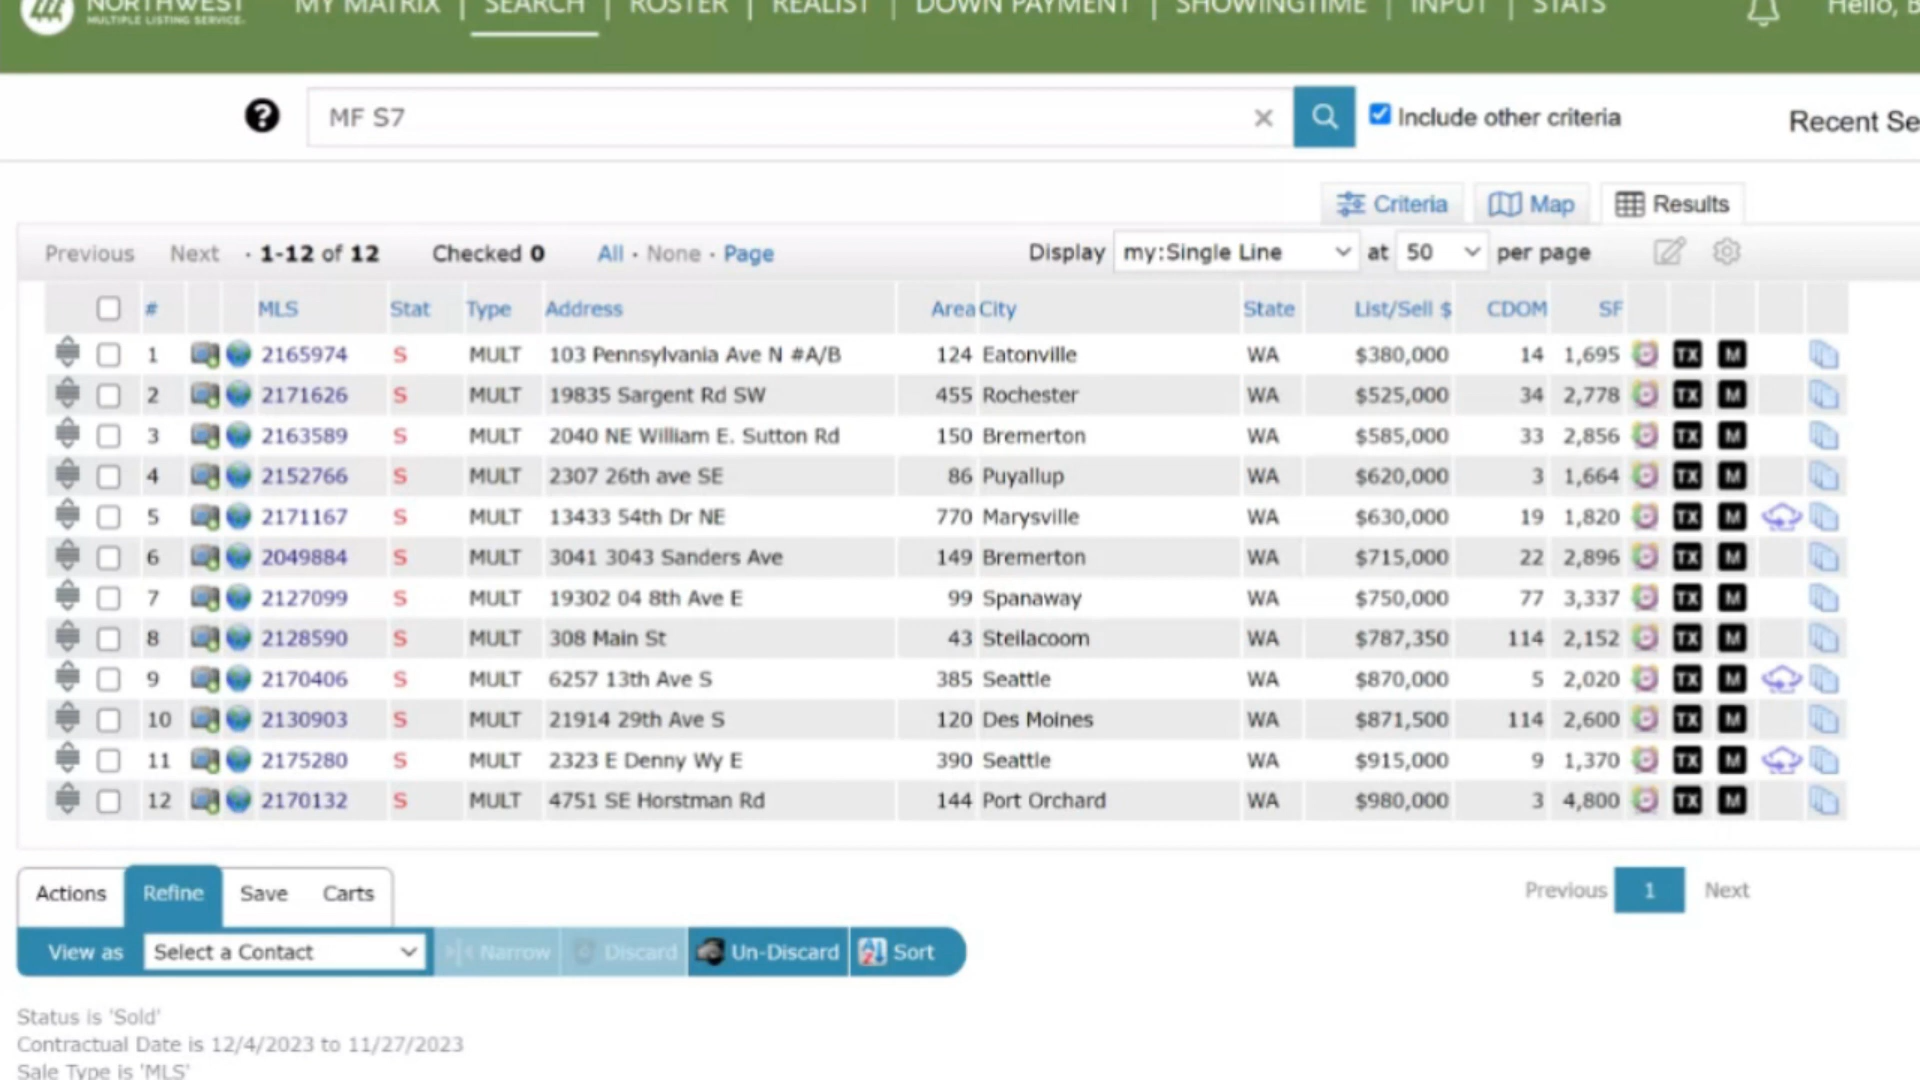 NORTHWEST
MULTIPLE LISTING SERVICE
MY MATRIX | SEARCH | ROSTER | REALIST | DOWN PAYMENT | SHOWINGTIME | INPUT | STATS
Hello, B
? MF S7 × Include other criteria Recent Se
Criteria Map Results
Previous Next · 1-12 of 12 Checked 0 All · None · Page Display my:Single Line at 50 per page
# MLS Stat Type Address Area City State List/Sell $ CDOM SF
1 2165974 S MULT 103 Pennsylvania Ave N #A/B 124 Eatonville WA $380,000 14 1,695 TX M
2 2171626 S MULT 19835 Sargent Rd SW 455 Rochester WA $525,000 34 2,778 TX M
3 2163589 S MULT 2040 NE William E. Sutton Rd 150 Bremerton WA $585,000 33 2,856 TX M
4 2152766 S MULT 2307 26th ave SE 86 Puyallup WA $620,000 3 1,664 TX M
5 2171167 S MULT 13433 54th Dr NE 770 Marysville WA $630,000 19 1,820 TX M
6 2049884 S MULT 3041 3043 Sanders Ave 149 Bremerton WA $715,000 22 2,896 TX M
7 2127099 S MULT 19302 04 8th Ave E 99 Spanaway WA $750,000 77 3,337 TX M
8 2128590 S MULT 308 Main St 43 Steilacoom WA $787,350 114 2,152 TX M
9 2170406 S MULT 6257 13th Ave S 385 Seattle WA $870,000 5 2,020 TX M
10 2130903 S MULT 21914 29th Ave S 120 Des Moines WA $871,500 114 2,600 TX M
11 2175280 S MULT 2323 E Denny Wy E 390 Seattle WA $915,000 9 1,370 TX M
12 2170132 S MULT 4751 SE Horstman Rd 144 Port Orchard WA $980,000 3 4,800 TX M
Actions Refine Save Carts Previous 1 Next
View as Select a Contact Narrow Discard Un-Discard Sort
Status is 'Sold'
Contractual Date is 12/4/2023 to 11/27/2023
Sale Type is 'MLS'